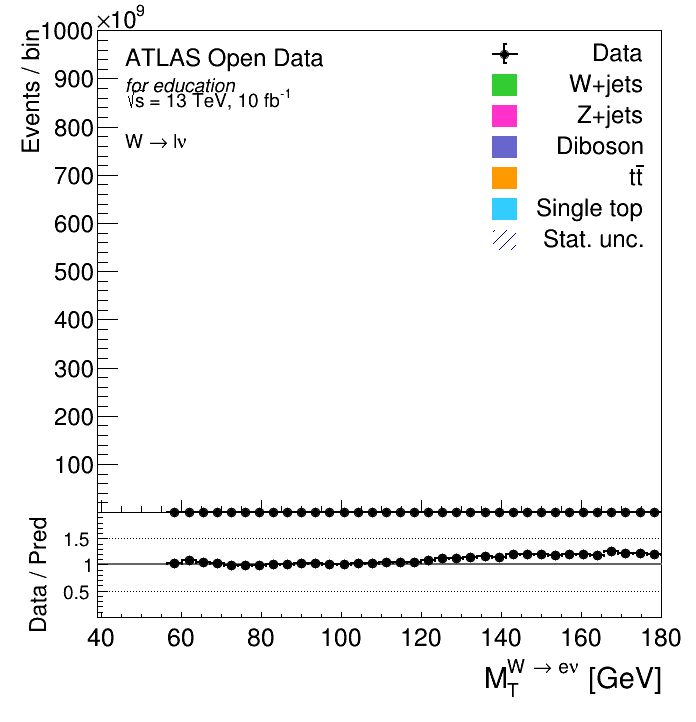 1000×10⁹
Events / bin
900
800
700
600
500
400
300
200
100
ATLAS Open Data
for education
√s = 13 TeV, 10 fb⁻¹
W → lν
Data
W+jets
Z+jets
Diboson
tt̄
Single top
Stat. unc.
Data / Pred
1.5
1
0.5
40 60 80 100 120 140 160 180
M_T^{W → eν} [GeV]